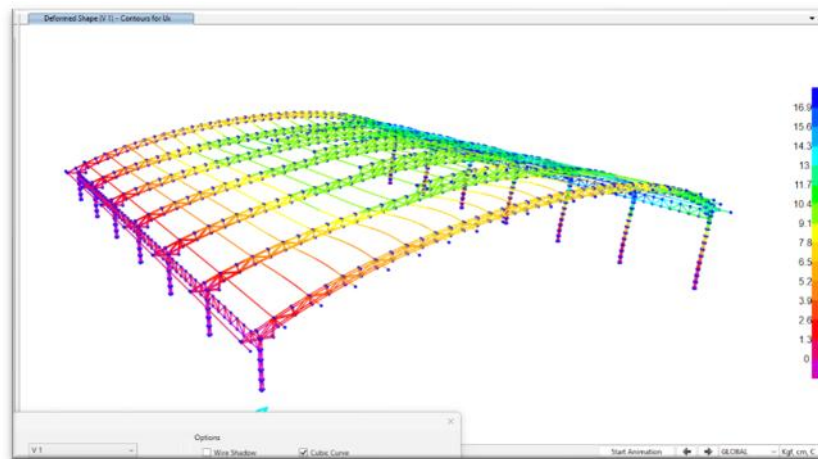 Deformed Shape (V 1) - Contours for Ux
16.9
15.6
14.3
13.
11.7
10.4
9.1
7.8
6.5
5.2
3.9
2.6
1.3
0.
Options
V 1
Wire Shadow
Cubic Curve
Start Animation
GLOBAL
Kgf, cm, C